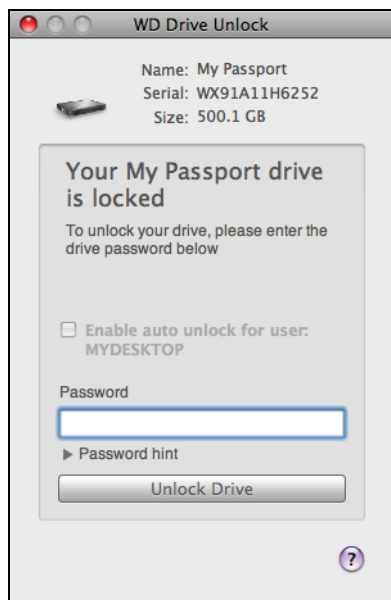 WD Drive Unlock
Name: My Passport
Serial: WX91A11H6252
Size: 500.1 GB
Your My Passport drive
is locked
To unlock your drive, please enter the
drive password below
Enable auto unlock for user:
MYDESKTOP
Password
Password hint
Unlock Drive
?